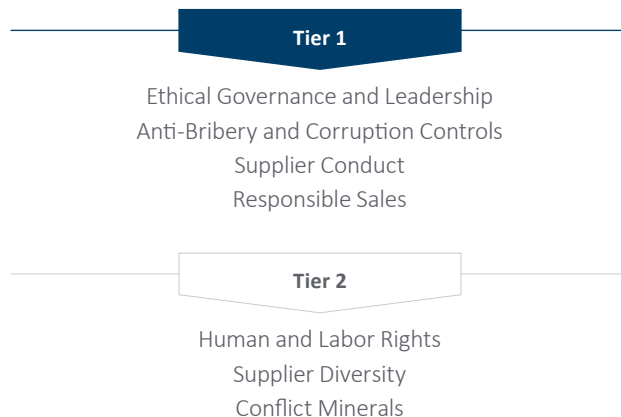 Tier 1
Ethical Governance and Leadership
Anti-Bribery and Corruption Controls
Supplier Conduct
Responsible Sales
Tier 2
Human and Labor Rights
Supplier Diversity
Conflict Minerals